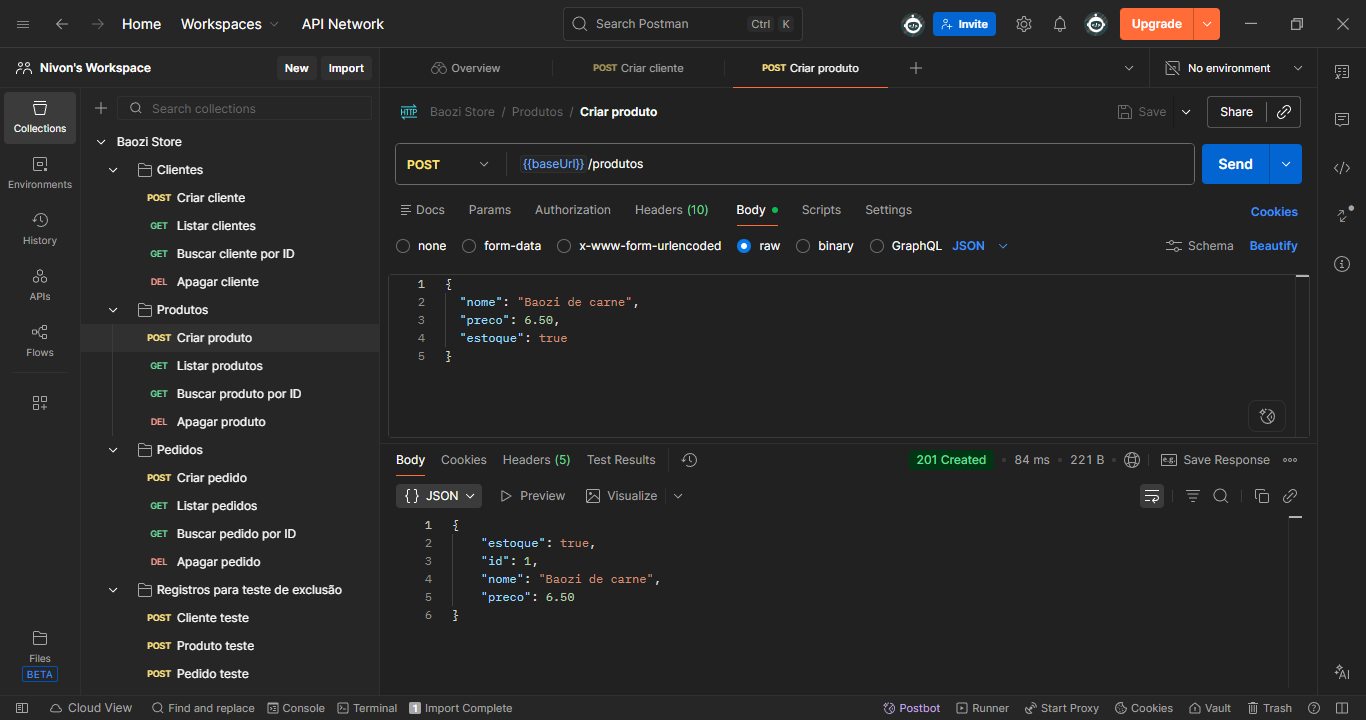 Home Workspaces API Network Search Postman Ctrl K Invite Upgrade
Nivon's Workspace New Import Overview POST Criar cliente POST Criar produto No environment
Collections
Environments
History
APIs
Flows
Files
BETA
Search collections
Baozi Store
Clientes
POST Criar cliente
GET Listar clientes
GET Buscar cliente por ID
DEL Apagar cliente
Produtos
POST Criar produto
GET Listar produtos
GET Buscar produto por ID
DEL Apagar produto
Pedidos
POST Criar pedido
GET Listar pedidos
GET Buscar pedido por ID
DEL Apagar pedido
Registros para teste de exclusão
POST Cliente teste
POST Produto teste
POST Pedido teste
HTTP Baozi Store / Produtos / Criar produto Save Share
POST {{baseUrl}} /produtos Send
Docs Params Authorization Headers (10) Body Scripts Settings Cookies
none form-data x-www-form-urlencoded raw binary GraphQL JSON Schema Beautify
1 {
2 "nome": "Baozi de carne",
3 "preco": 6.50,
4 "estoque": true
5 }
Body Cookies Headers (5) Test Results 201 Created 84 ms 221 B e.g. Save Response
{} JSON Preview Visualize
1 {
2 "estoque": true,
3 "id": 1,
4 "nome": "Baozi de carne",
5 "preco": 6.50
6 }
AI
Cloud View Find and replace Console Terminal 1 Import Complete Postbot Runner Start Proxy Cookies Vault Trash